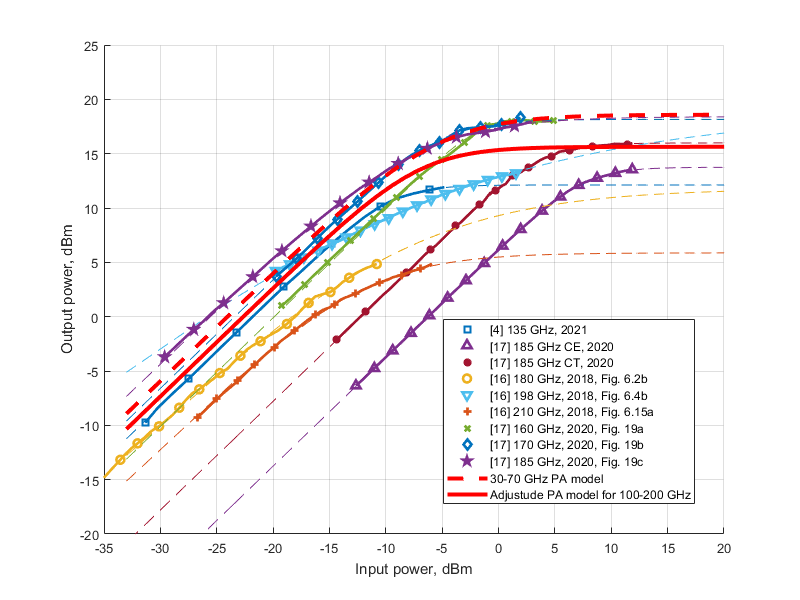 25
20
15
10
5
0
-5
-10
-15
-20
-35
-30
-25
-20
-15
-10
-5
0
5
10
15
20
Output power, dBm
Input power, dBm
[4] 135 GHz, 2021
[17] 185 GHz CE, 2020
[17] 185 GHz CT, 2020
[16] 180 GHz, 2018, Fig. 6.2b
[16] 198 GHz, 2018, Fig. 6.4b
[16] 210 GHz, 2018, Fig. 6.15a
[17] 160 GHz, 2020, Fig. 19a
[17] 170 GHz, 2020, Fig. 19b
[17] 185 GHz, 2020, Fig. 19c
30-70 GHz PA model
Adjustude PA model for 100-200 GHz